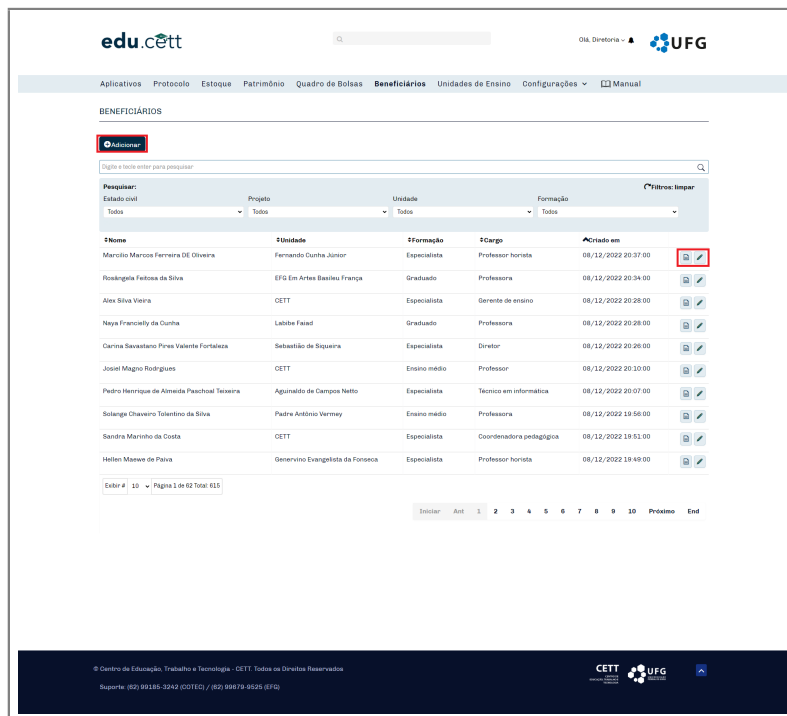 edu.cett
Olá, Diretoria
UFG
Aplicativos Protocolo Estoque Patrimônio Quadro de Bolsas Beneficiários Unidades de Ensino Configurações Manual
BENEFICIÁRIOS
Adicionar
Digite e tecle enter para pesquisar
Pesquisar: Filtros: limpar
Estado civil Projeto Unidade Formação
Todos Todos Todos Todos
Nome Unidade Formação Cargo Criado em
Marcilio Marcos Ferreira DE Oliveira Fernando Cunha Júnior Especialista Professor horista 08/12/2022 20:37:00
Rosângela Feitosa da Silva EFG Em Artes Basileu França Graduado Professora 08/12/2022 20:34:00
Alex Silva Vieira CETT Especialista Gerente de ensino 08/12/2022 20:28:00
Naya Francielly da Cunha Labibe Faiad Graduado Professora 08/12/2022 20:28:00
Carina Savastano Pires Valente Fortaleza Sebastião de Siqueira Especialista Diretor 08/12/2022 20:26:00
Josiel Magno Rodrgiues CETT Ensino médio Professor 08/12/2022 20:10:00
Pedro Henrique de Almeida Paschoal Teixeira Aguinaldo de Campos Netto Especialista Técnico em informática 08/12/2022 20:07:00
Solange Chaveiro Tolentino da Silva Padre Antônio Vermey Ensino médio Professora 08/12/2022 19:56:00
Sandra Marinho da Costa CETT Especialista Coordenadora pedagógica 08/12/2022 19:51:00
Hellen Maewe de Paiva Genervino Evangelista da Fonseca Especialista Professor horista 08/12/2022 19:49:00
Exibir # 10 Página 1 de 62 Total: 615
Iniciar Ant 1 2 3 4 5 6 7 8 9 10 Próximo End
© Centro de Educação, Trabalho e Tecnologia - CETT. Todos os Direitos Reservados
CETT UFG
Suporte: (62) 99185-3242 (COTEC) / (62) 99679-9525 (EFG)